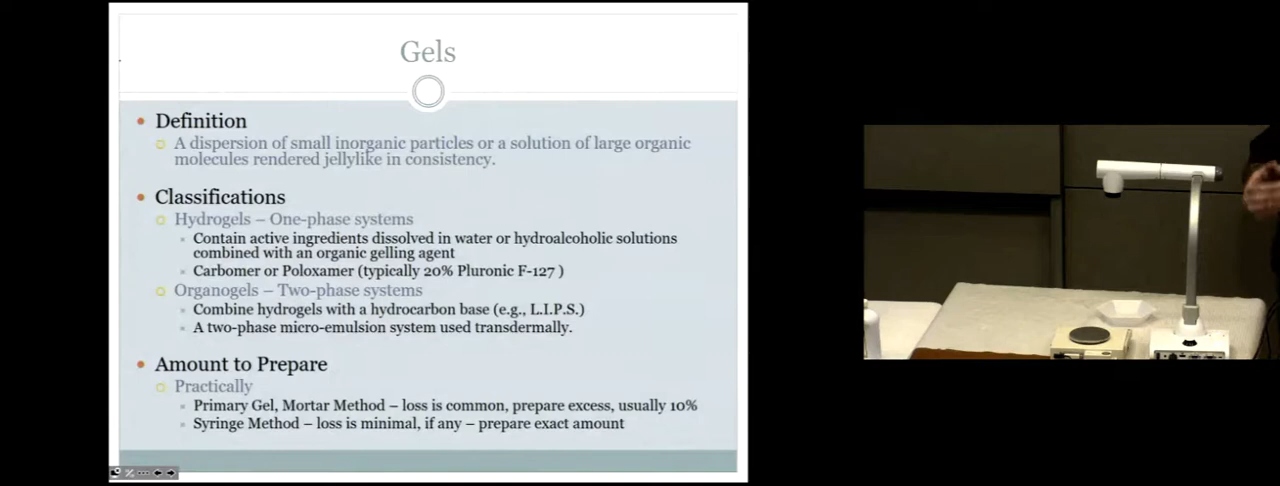 Gels
Definition
A dispersion of small inorganic particles or a solution of large organic
molecules rendered jellylike in consistency.
Classifications
Hydrogels – One-phase systems
Contain active ingredients dissolved in water or hydroalcoholic solutions
combined with an organic gelling agent
Carbomer or Poloxamer (typically 20% Pluronic F-127 )
Organogels – Two-phase systems
Combine hydrogels with a hydrocarbon base (e.g., L.I.P.S.)
A two-phase micro-emulsion system used transdermally.
Amount to Prepare
Practically
Primary Gel, Mortar Method – loss is common, prepare excess, usually 10%
Syringe Method – loss is minimal, if any – prepare exact amount